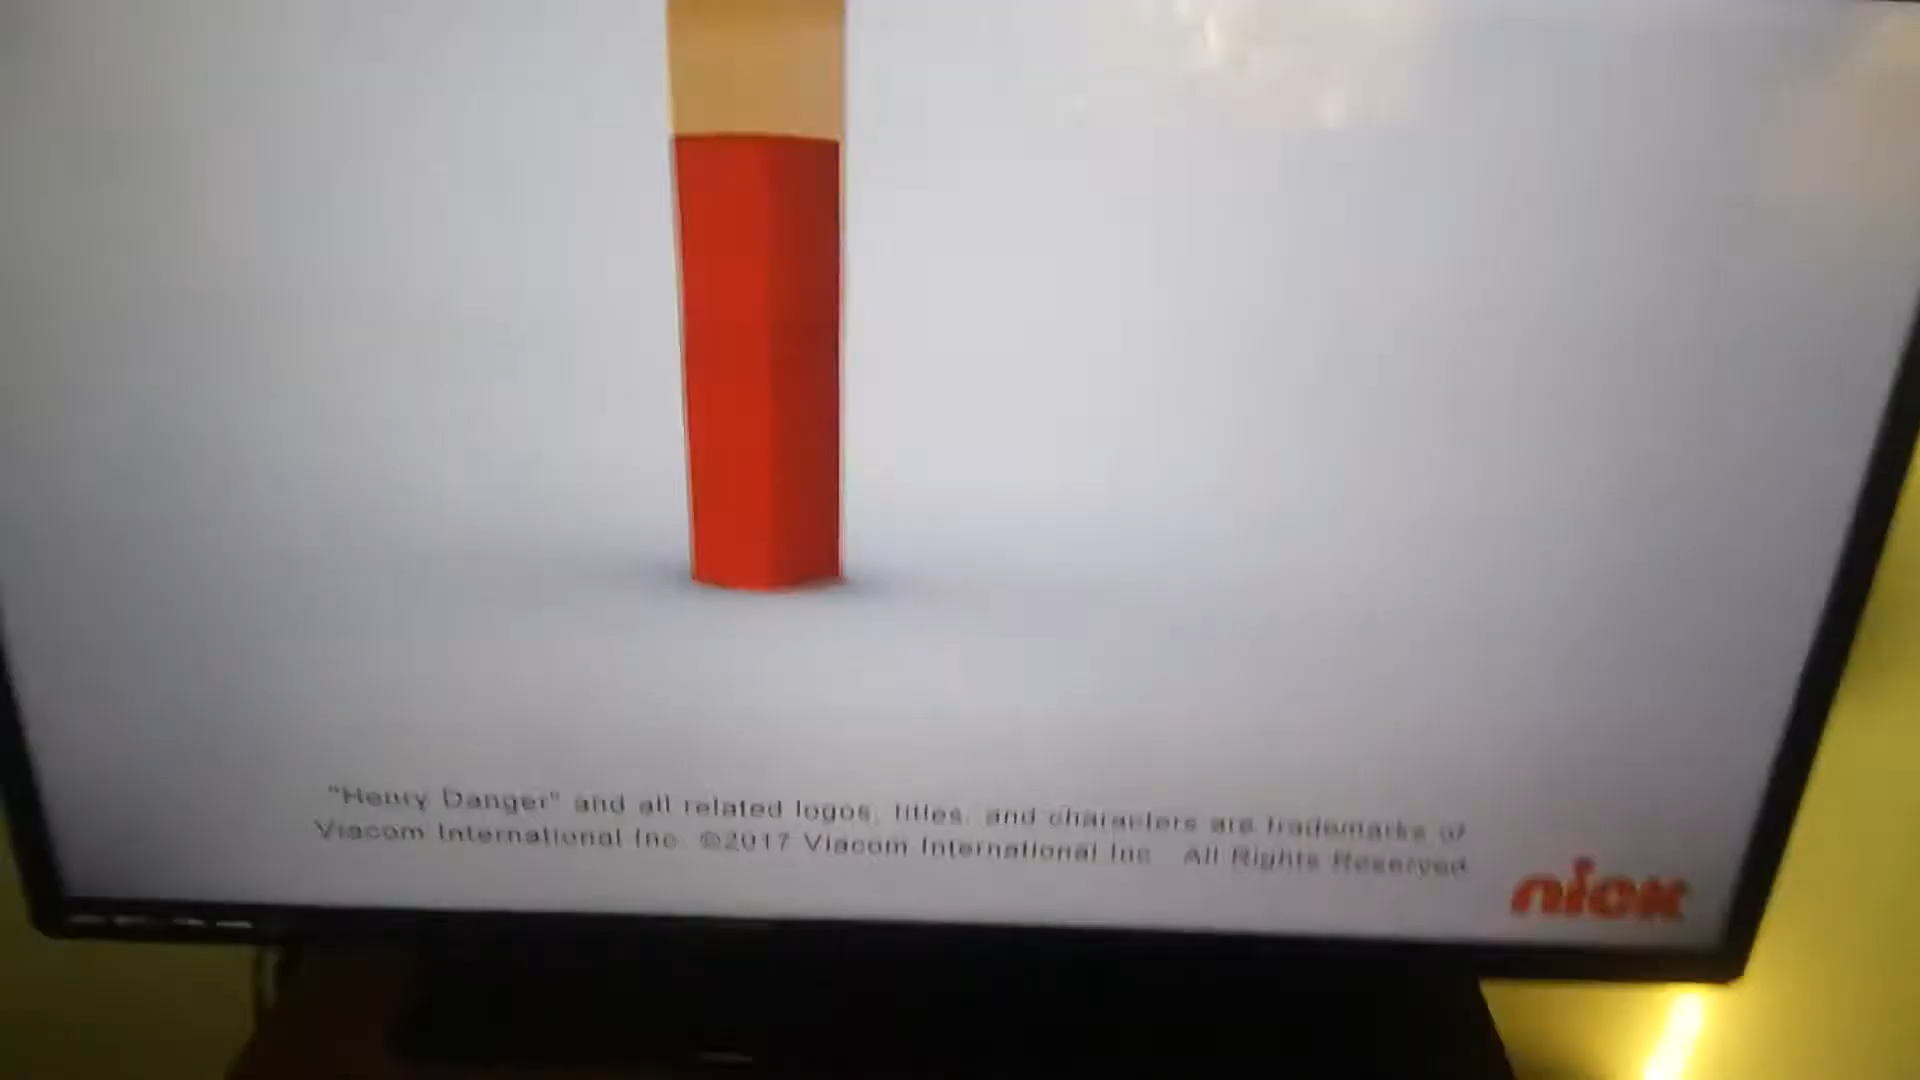 "Henry Danger" and all related logos, titles, and characters are trademarks of
Viacom International Inc. ©2017 Viacom International Inc. All Rights Reserved
nick